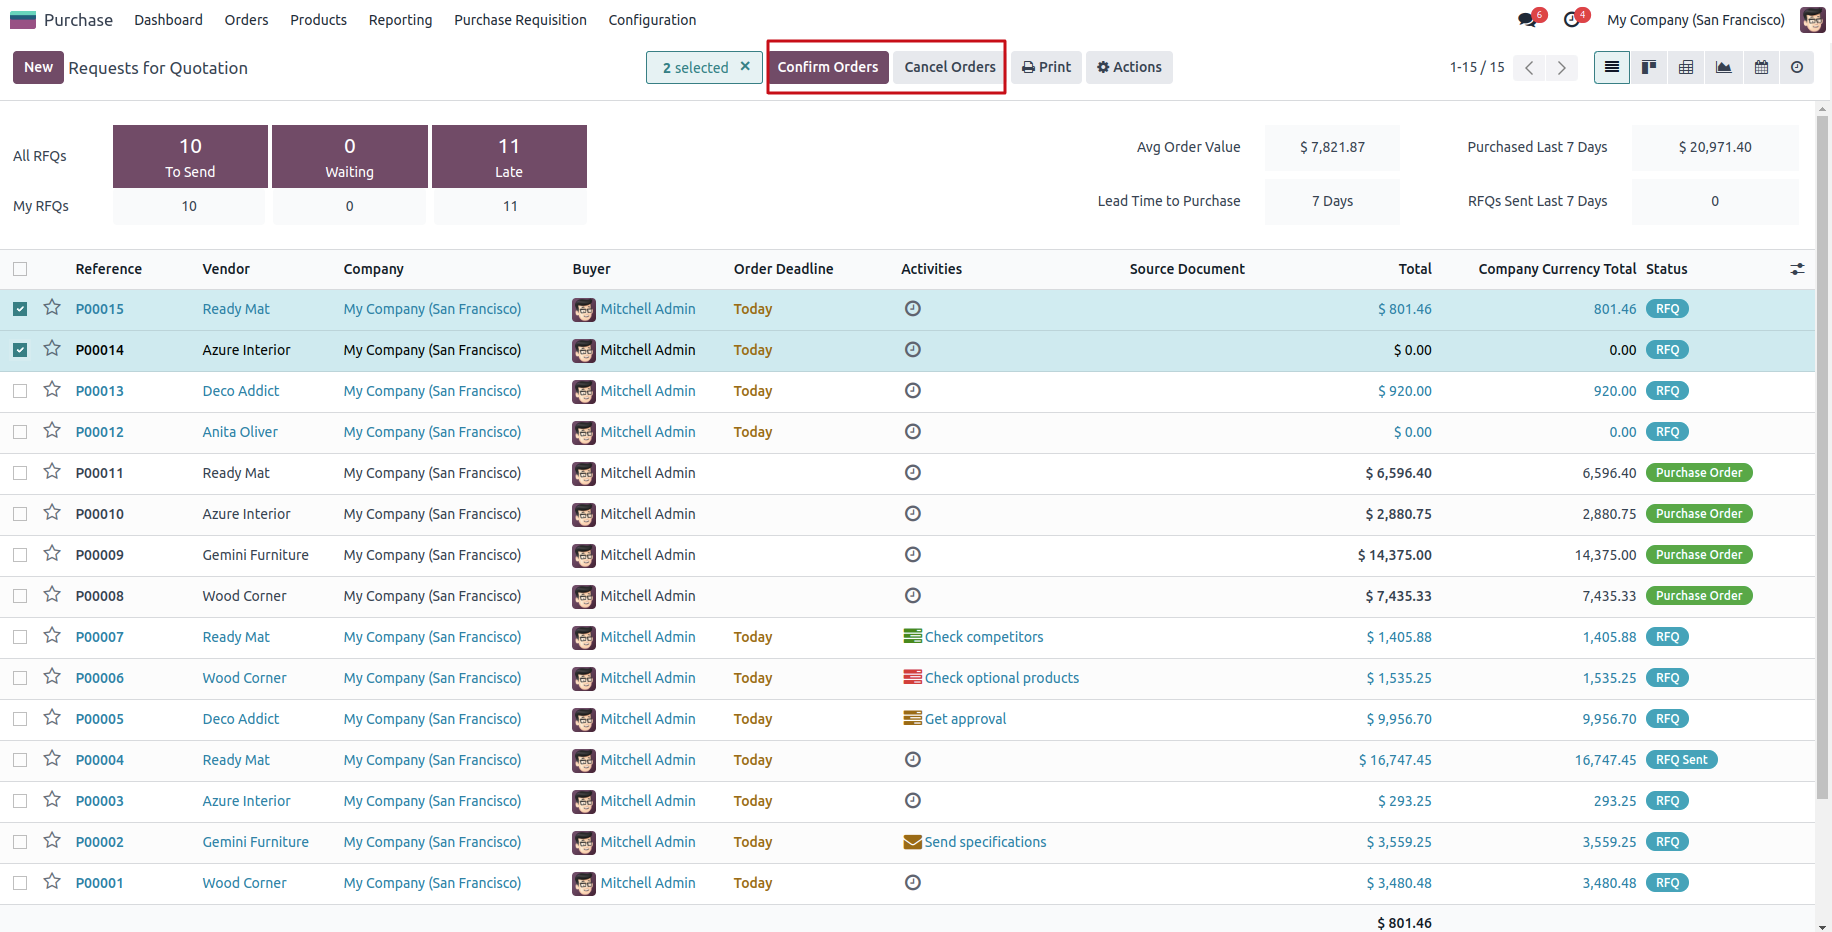 Purchase Dashboard Orders Products Reporting Purchase Requisition Configuration 6 4 My Company (San Francisco)
New Requests for Quotation 2 selected × Confirm Orders Cancel Orders Print Actions 1-15 / 15
All RFQs 10 To Send 0 Waiting 11 Late
My RFQs 10 0 11
Avg Order Value $ 7,821.87 Purchased Last 7 Days $ 20,971.40
Lead Time to Purchase 7 Days RFQs Sent Last 7 Days 0
Reference Vendor Company Buyer Order Deadline Activities Source Document Total Company Currency Total Status
P00015 Ready Mat My Company (San Francisco) Mitchell Admin Today $ 801.46 801.46 RFQ
P00014 Azure Interior My Company (San Francisco) Mitchell Admin Today $ 0.00 0.00 RFQ
P00013 Deco Addict My Company (San Francisco) Mitchell Admin Today $ 920.00 920.00 RFQ
P00012 Anita Oliver My Company (San Francisco) Mitchell Admin Today $ 0.00 0.00 RFQ
P00011 Ready Mat My Company (San Francisco) Mitchell Admin $ 6,596.40 6,596.40 Purchase Order
P00010 Azure Interior My Company (San Francisco) Mitchell Admin $ 2,880.75 2,880.75 Purchase Order
P00009 Gemini Furniture My Company (San Francisco) Mitchell Admin $ 14,375.00 14,375.00 Purchase Order
P00008 Wood Corner My Company (San Francisco) Mitchell Admin $ 7,435.33 7,435.33 Purchase Order
P00007 Ready Mat My Company (San Francisco) Mitchell Admin Today Check competitors $ 1,405.88 1,405.88 RFQ
P00006 Wood Corner My Company (San Francisco) Mitchell Admin Today Check optional products $ 1,535.25 1,535.25 RFQ
P00005 Deco Addict My Company (San Francisco) Mitchell Admin Today Get approval $ 9,956.70 9,956.70 RFQ
P00004 Ready Mat My Company (San Francisco) Mitchell Admin Today $ 16,747.45 16,747.45 RFQ Sent
P00003 Azure Interior My Company (San Francisco) Mitchell Admin Today $ 293.25 293.25 RFQ
P00002 Gemini Furniture My Company (San Francisco) Mitchell Admin Today Send specifications $ 3,559.25 3,559.25 RFQ
P00001 Wood Corner My Company (San Francisco) Mitchell Admin Today $ 3,480.48 3,480.48 RFQ
$ 801.46